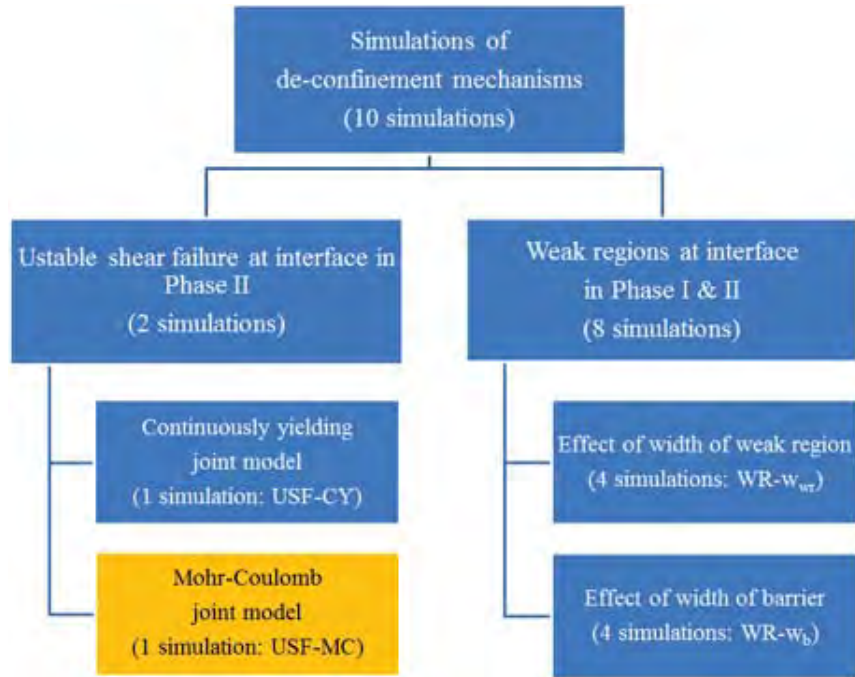 Simulations of
de-confinement mechanisms
(10 simulations)
Ustable shear failure at interface in
Phase II
(2 simulations)
Weak regions at interface
in Phase I & II
(8 simulations)
Continuously yielding
joint model
(1 simulation: USF-CY)
Effect of width of weak region
(4 simulations: WR-wwr)
Mohr-Coulomb
joint model
(1 simulation: USF-MC)
Effect of width of barrier
(4 simulations: WR-wb)